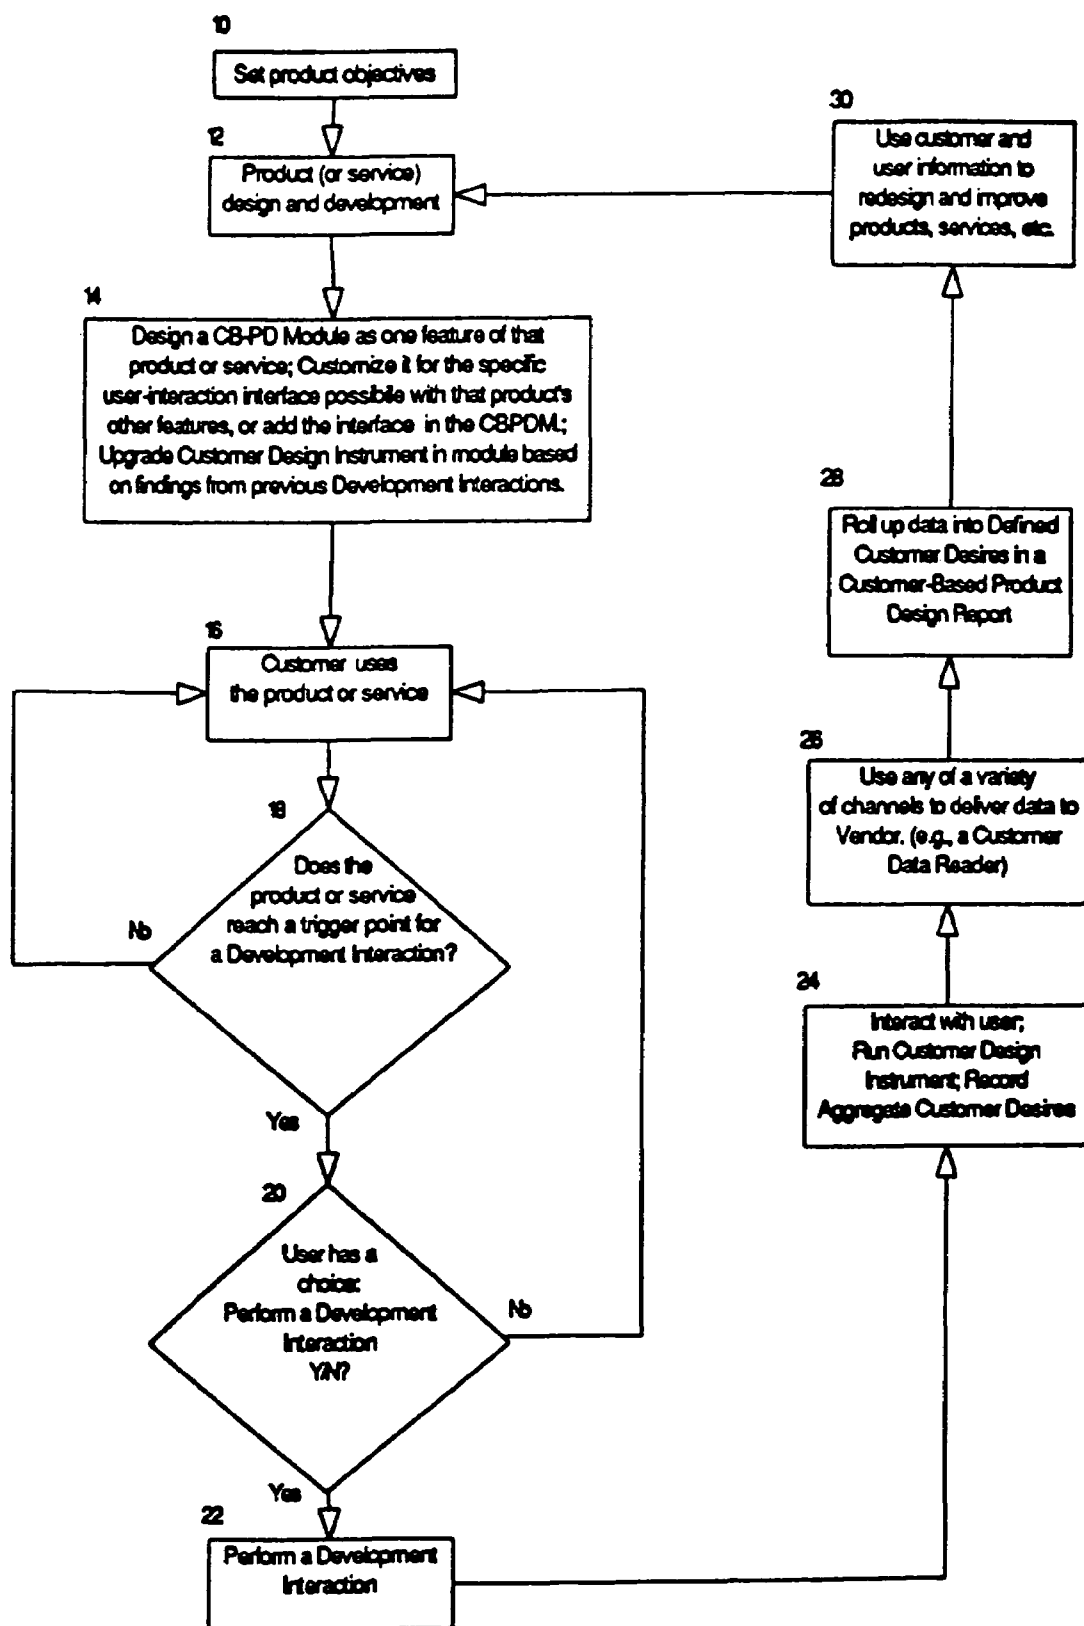 10
Set product objectives
12
Product (or service)
design and development
14
Design a CB-PD Module as one feature of that
product or service; Customize it for the specific
user-interaction interface possibile with that product's
other features, or add the interface in the CBPDM.;
Upgrade Customer Design Instrument in module based
on findings from previous Development Interactions.
16
Customer uses
the product or service
18
Does the
product or service
reach a trigger point for
a Development Interaction?
No
Yes
20
User has a
choice:
Perform a Development
Interaction
Y/N?
No
Yes
22
Perform a Development
Interaction
24
Interact with user;
Run Customer Design
Instrument; Record
Aggregate Customer Desires
26
Use any of a variety
of channels to deliver data to
Vendor. (e.g., a Customer
Data Reader)
28
Roll up data into Defined
Customer Desires in a
Customer-Based Product
Design Report
30
Use customer and
user information to
redesign and improve
products, services, etc.